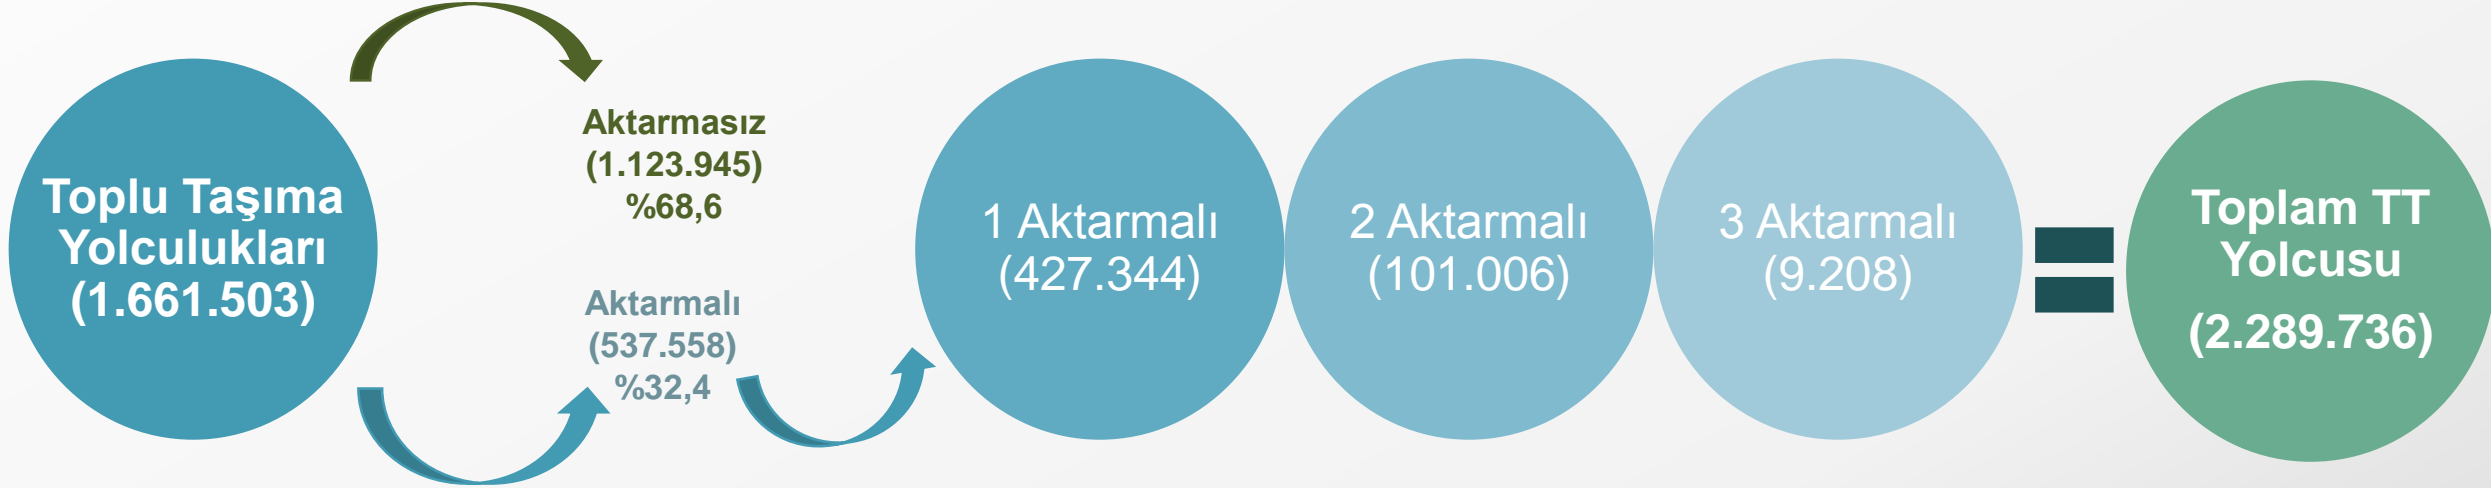 Toplu Taşıma
Yolculukları
(1.661.503)
Aktarmasız
(1.123.945)
%68,6
Aktarmalı
(537.558)
%32,4
1 Aktarmalı
(427.344)
2 Aktarmalı
(101.006)
3 Aktarmalı
(9.208)
Toplam TT
Yolcusu
(2.289.736)